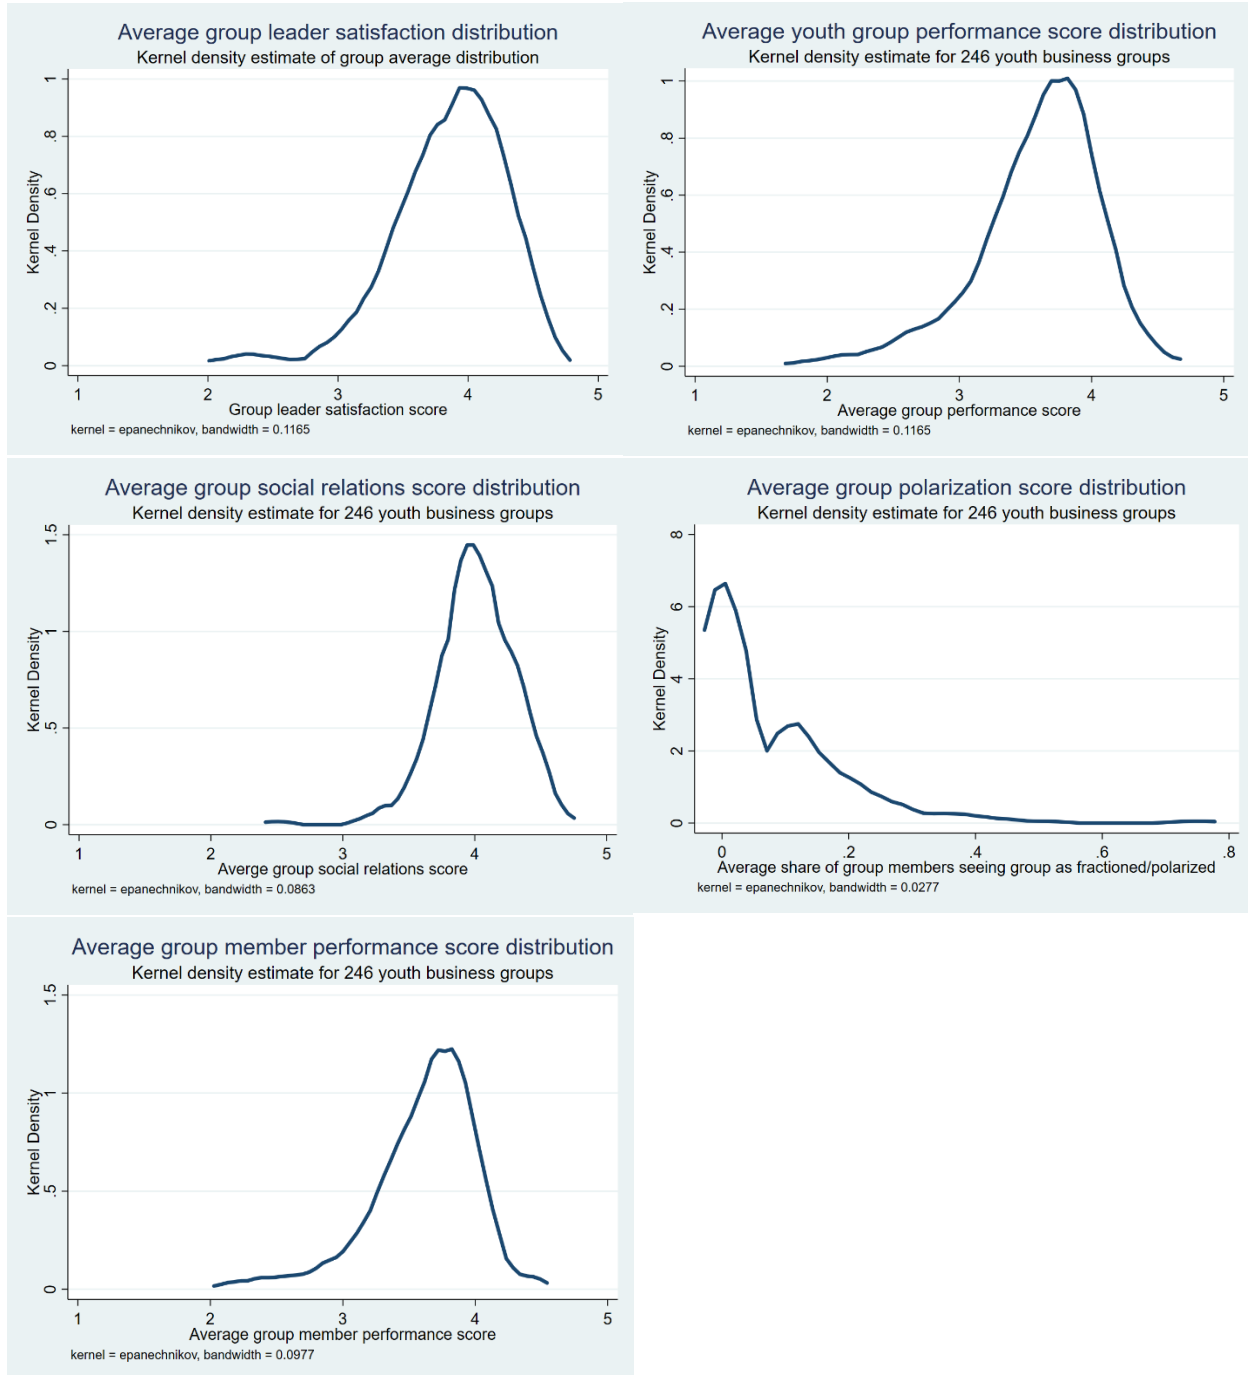 Average group leader satisfaction distribution
Kernel density estimate of group average distribution
Kernel Density
0 .2 .4 .6 .8 1
1 2 3 4 5
Group leader satisfaction score
kernel = epanechnikov, bandwidth = 0.1165
Average youth group performance score distribution
Kernel density estimate for 246 youth business groups
Kernel Density
0 .2 .4 .6 .8 1
1 2 3 4 5
Average group performance score
kernel = epanechnikov, bandwidth = 0.1165
Average group social relations score distribution
Kernel density estimate for 246 youth business groups
Kernel Density
0 .5 1 1.5
1 2 3 4 5
Averge group social relations score
kernel = epanechnikov, bandwidth = 0.0863
Average group polarization score distribution
Kernel density estimate for 246 youth business groups
Kernel Density
0 2 4 6 8
0 .2 .4 .6 .8
Average share of group members seeing group as fractioned/polarized
kernel = epanechnikov, bandwidth = 0.0277
Average group member performance score distribution
Kernel density estimate for 246 youth business groups
Kernel Density
0 .5 1 1.5
1 2 3 4 5
Average group member performance score
kernel = epanechnikov, bandwidth = 0.0977